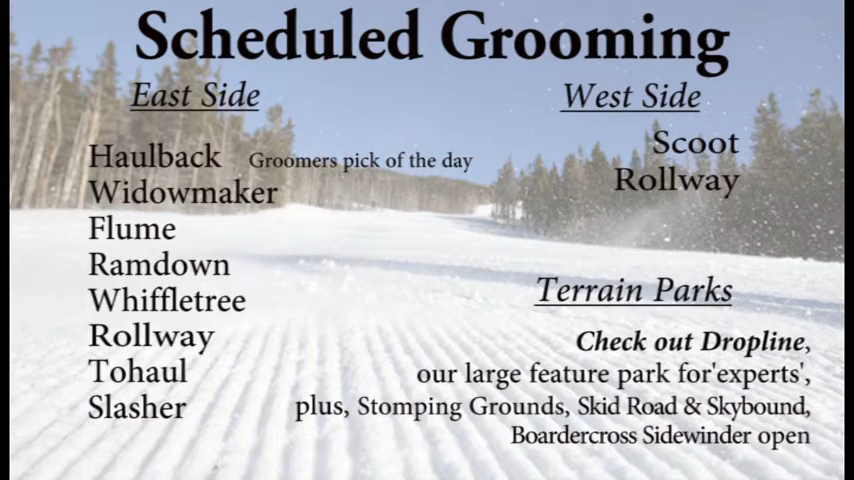 Scheduled Grooming
East Side
Haulback Groomers pick of the day
Widowmaker
Flume
Ramdown
Whiffletree
Rollway
Tohaul
Slasher
West Side
Scoot
Rollway
Terrain Parks
Check out Dropline,
our large feature park for'experts',
plus, Stomping Grounds, Skid Road & Skybound,
Boardercross Sidewinder open